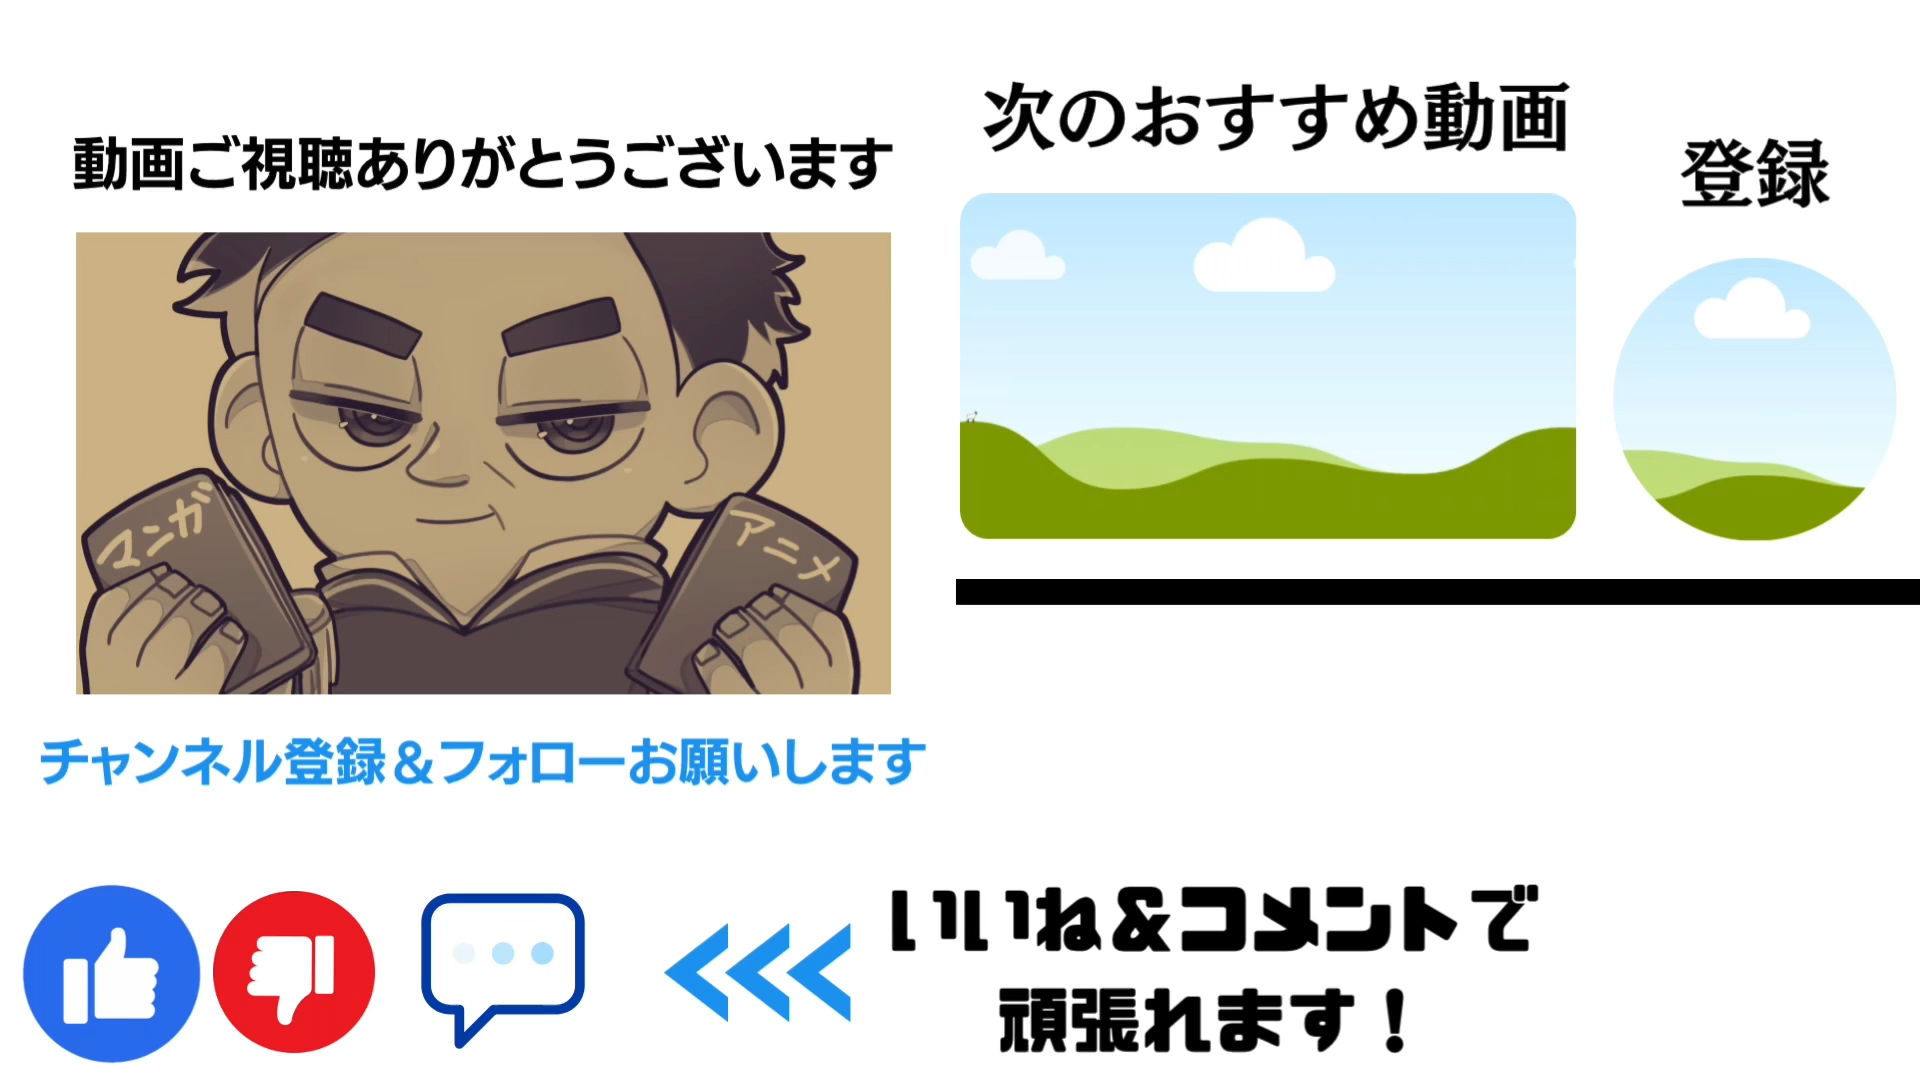 動画ご視聴ありがとうございます
マンガ
アニメ
チャンネル登録&フォローお願いします
次のおすすめ動画
登録
いいね&コメントで
頑張れます!